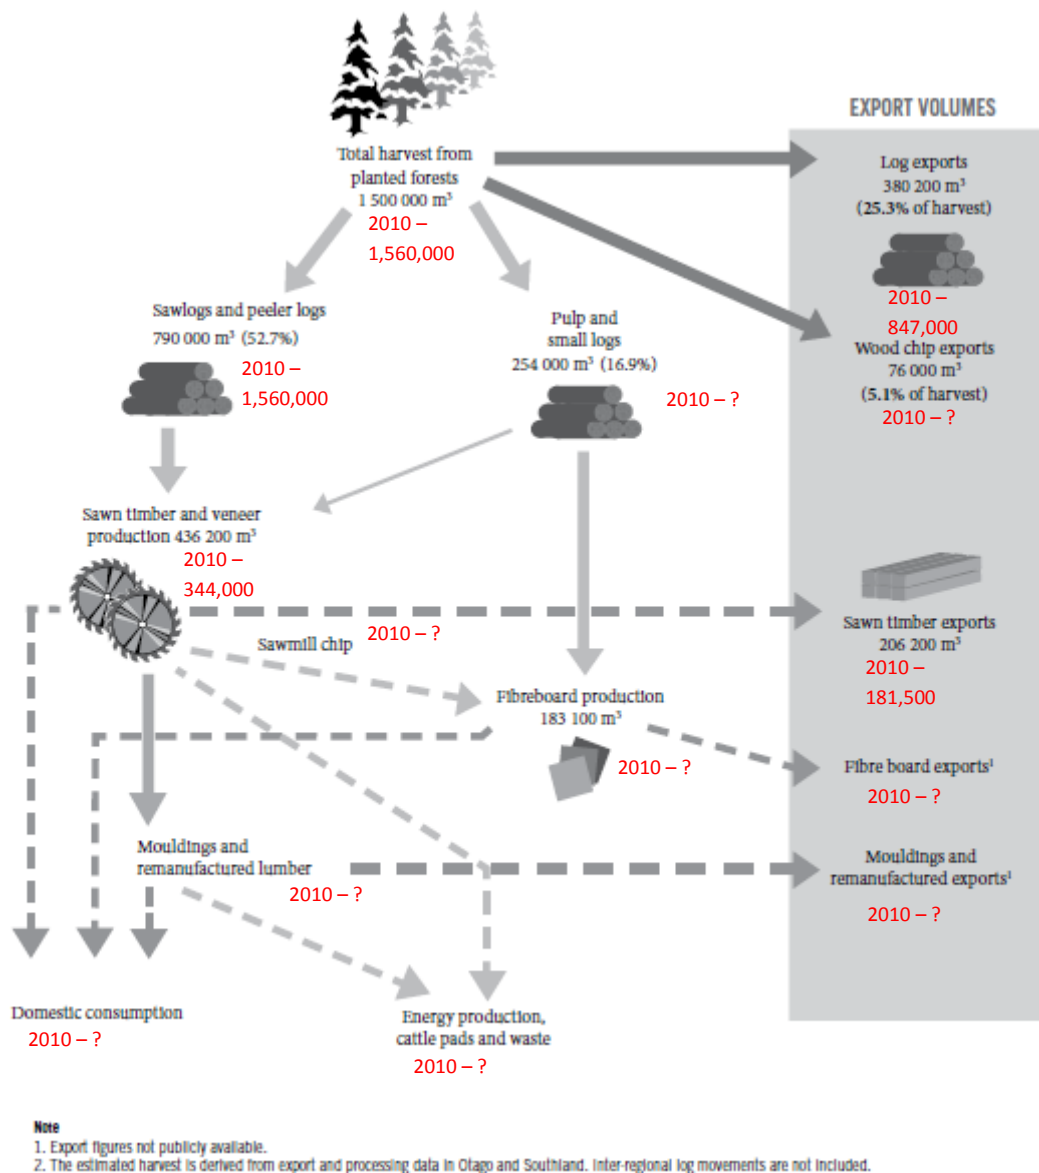 EXPORT VOLUMES
Total harvest from
planted forests
1 500 000 m³
2010 –
1,560,000
Log exports
380 200 m³
(25.3% of harvest)
2010 –
847,000
Sawlogs and peeler logs
790 000 m³ (52.7%)
2010 –
1,560,000
Pulp and
small logs
254 000 m³ (16.9%)
2010 – ?
Wood chip exports
76 000 m³
(5.1% of harvest)
2010 – ?
Sawn timber and veneer
production 436 200 m³
2010 –
344,000
2010 – ?
Sawmill chip
Sawn timber exports
206 200 m³
2010 –
181,500
Fibreboard production
183 100 m³
2010 – ?
Fibre board exports¹
2010 – ?
Mouldings and
remanufactured lumber
2010 – ?
Mouldings and
remanufactured exports¹
2010 – ?
Domestic consumption
2010 – ?
Energy production,
cattle pads and waste
2010 – ?
Note
1. Export figures not publicly available.
2. The estimated harvest is derived from export and processing data in Otago and Southland. Inter-regional log movements are not included.